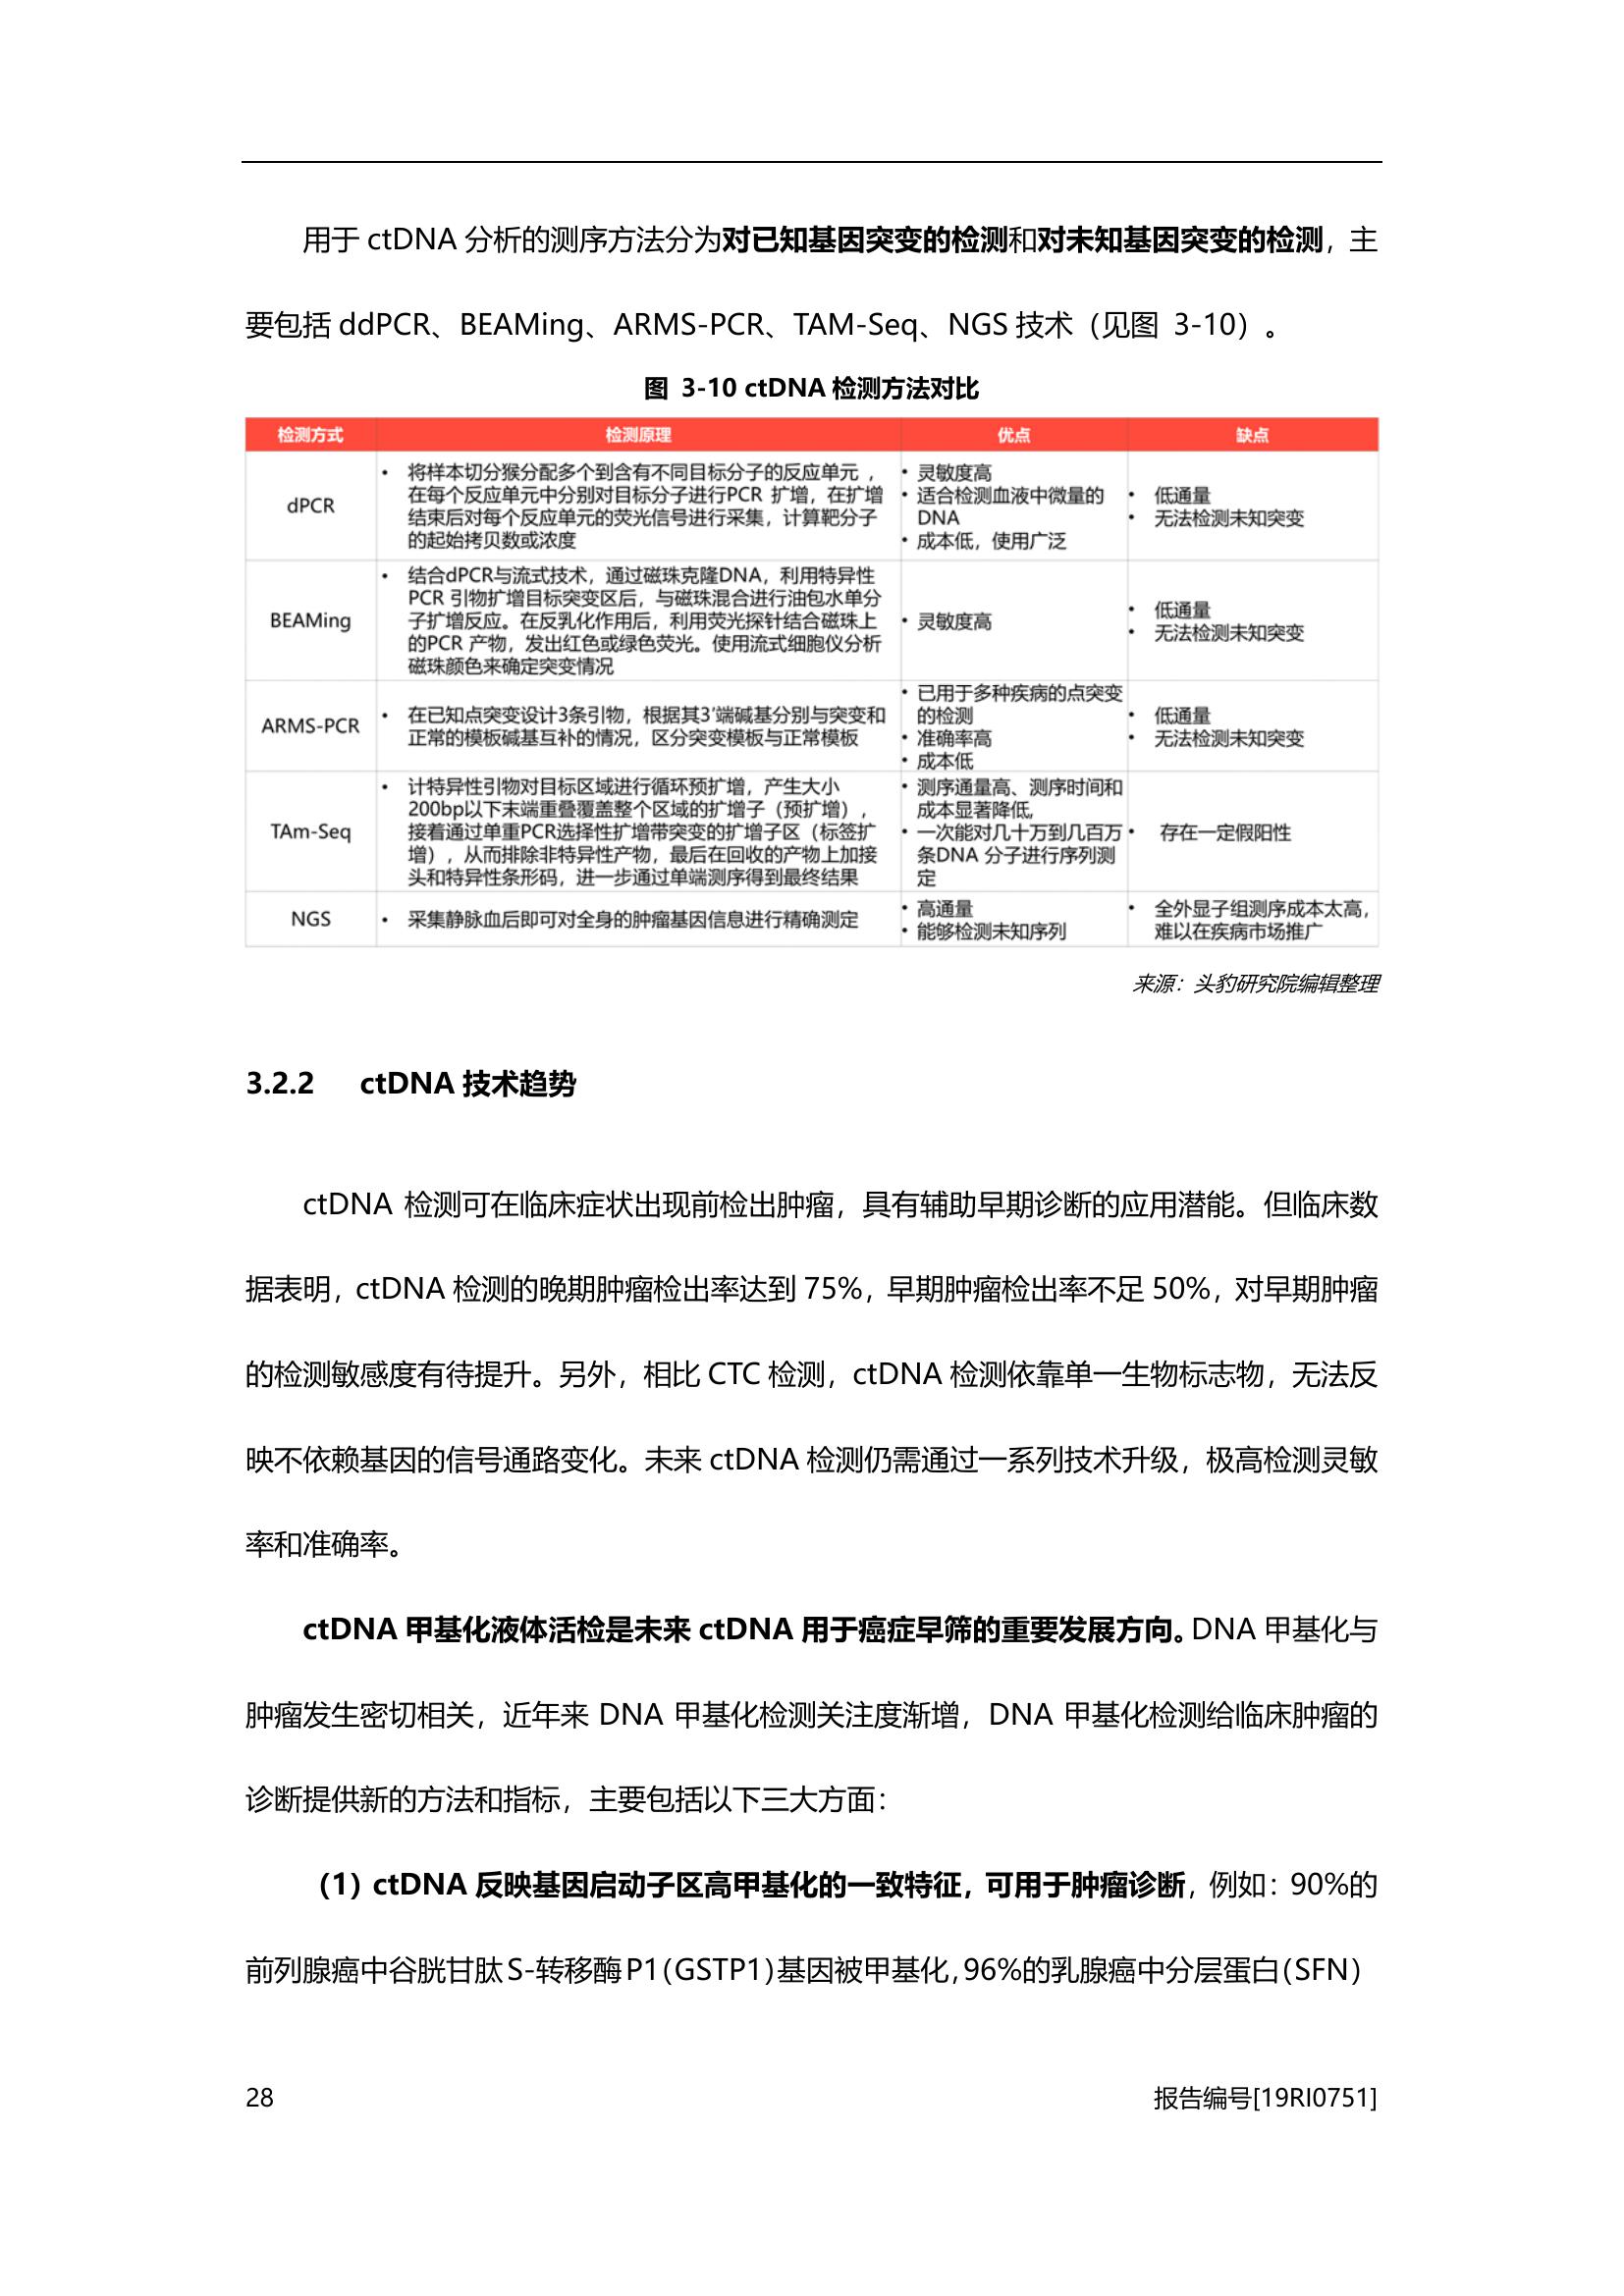 用于 ctDNA 分析的测序方法分为对已知基因突变的检测和对未知基因突变的检测，主
要包括 ddPCR、BEAMing、ARMS-PCR、TAM-Seq、NGS 技术（见图 3-10）。
图 3-10 ctDNA 检测方法对比
检测方式 检测原理 优点 缺点
dPCR
• 将样本切分猴分配多个到含有不同目标分子的反应单元，
在每个反应单元中分别对目标分子进行PCR 扩增，在扩增
结束后对每个反应单元的荧光信号进行采集，计算靶分子
的起始拷贝数或浓度
• 灵敏度高
• 适合检测血液中微量的
DNA
• 成本低，使用广泛
• 低通量
• 无法检测未知突变
BEAMing
• 结合dPCR与流式技术，通过磁珠克隆DNA，利用特异性
PCR 引物扩增目标突变区后，与磁珠混合进行油包水单分
子扩增反应。在反乳化作用后，利用荧光探针结合磁珠上
的PCR 产物，发出红色或绿色荧光。使用流式细胞仪分析
磁珠颜色来确定突变情况
• 灵敏度高
• 低通量
• 无法检测未知突变
ARMS-PCR
• 在已知点突变设计3条引物，根据其3’端碱基分别与突变和
正常的模板碱基互补的情况，区分突变模板与正常模板
• 已用于多种疾病的点突变
的检测
• 准确率高
• 成本低
• 低通量
• 无法检测未知突变
TAm-Seq
• 计特异性引物对目标区域进行循环预扩增，产生大小
200bp以下末端重叠覆盖整个区域的扩增子（预扩增），
接着通过单重PCR选择性扩增带突变的扩增子区（标签扩
增），从而排除非特异性产物，最后在回收的产物上加接
头和特异性条形码，进一步通过单端测序得到最终结果
• 测序通量高、测序时间和
成本显著降低,
• 一次能对几十万到几百万
条DNA 分子进行序列测
定
• 存在一定假阳性
NGS
• 采集静脉血后即可对全身的肿瘤基因信息进行精确测定
• 高通量
• 能够检测未知序列
• 全外显子组测序成本太高，
难以在疾病市场推广
来源：头豹研究院编辑整理
3.2.2 ctDNA 技术趋势
ctDNA 检测可在临床症状出现前检出肿瘤，具有辅助早期诊断的应用潜能。但临床数
据表明，ctDNA 检测的晚期肿瘤检出率达到 75%，早期肿瘤检出率不足 50%，对早期肿瘤
的检测敏感度有待提升。另外，相比 CTC 检测，ctDNA 检测依靠单一生物标志物，无法反
映不依赖基因的信号通路变化。未来 ctDNA 检测仍需通过一系列技术升级，极高检测灵敏
率和准确率。
ctDNA 甲基化液体活检是未来 ctDNA 用于癌症早筛的重要发展方向。DNA 甲基化与
肿瘤发生密切相关，近年来 DNA 甲基化检测关注度渐增，DNA 甲基化检测给临床肿瘤的
诊断提供新的方法和指标，主要包括以下三大方面：
（1）ctDNA 反映基因启动子区高甲基化的一致特征，可用于肿瘤诊断，例如：90%的
前列腺癌中谷胱甘肽 S-转移酶 P1（GSTP1）基因被甲基化，96%的乳腺癌中分层蛋白（SFN）
28 报告编号[19RI0751]